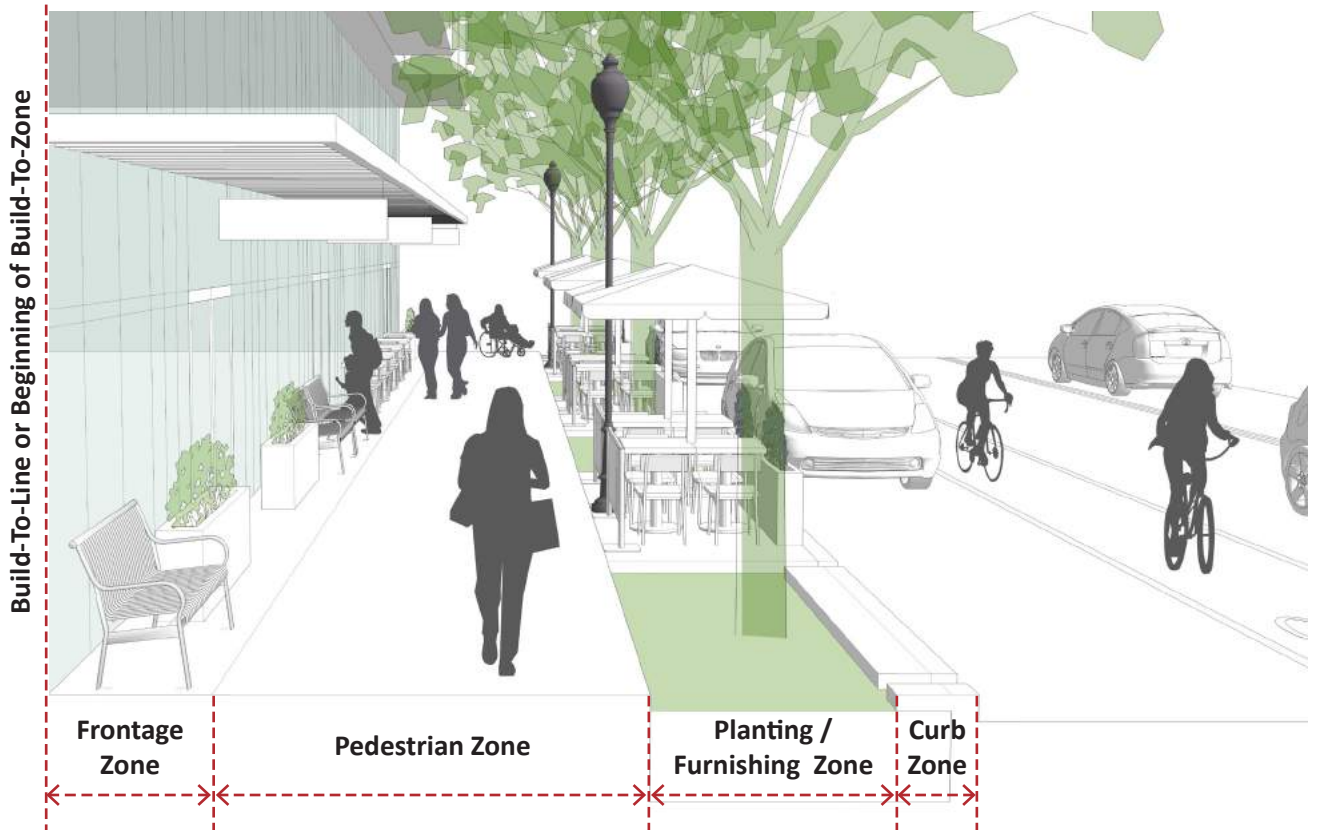 Build-To-Line or Beginning of Build-To-Zone
Frontage
Zone
Pedestrian Zone
Planting /
Furnishing Zone
Curb
Zone